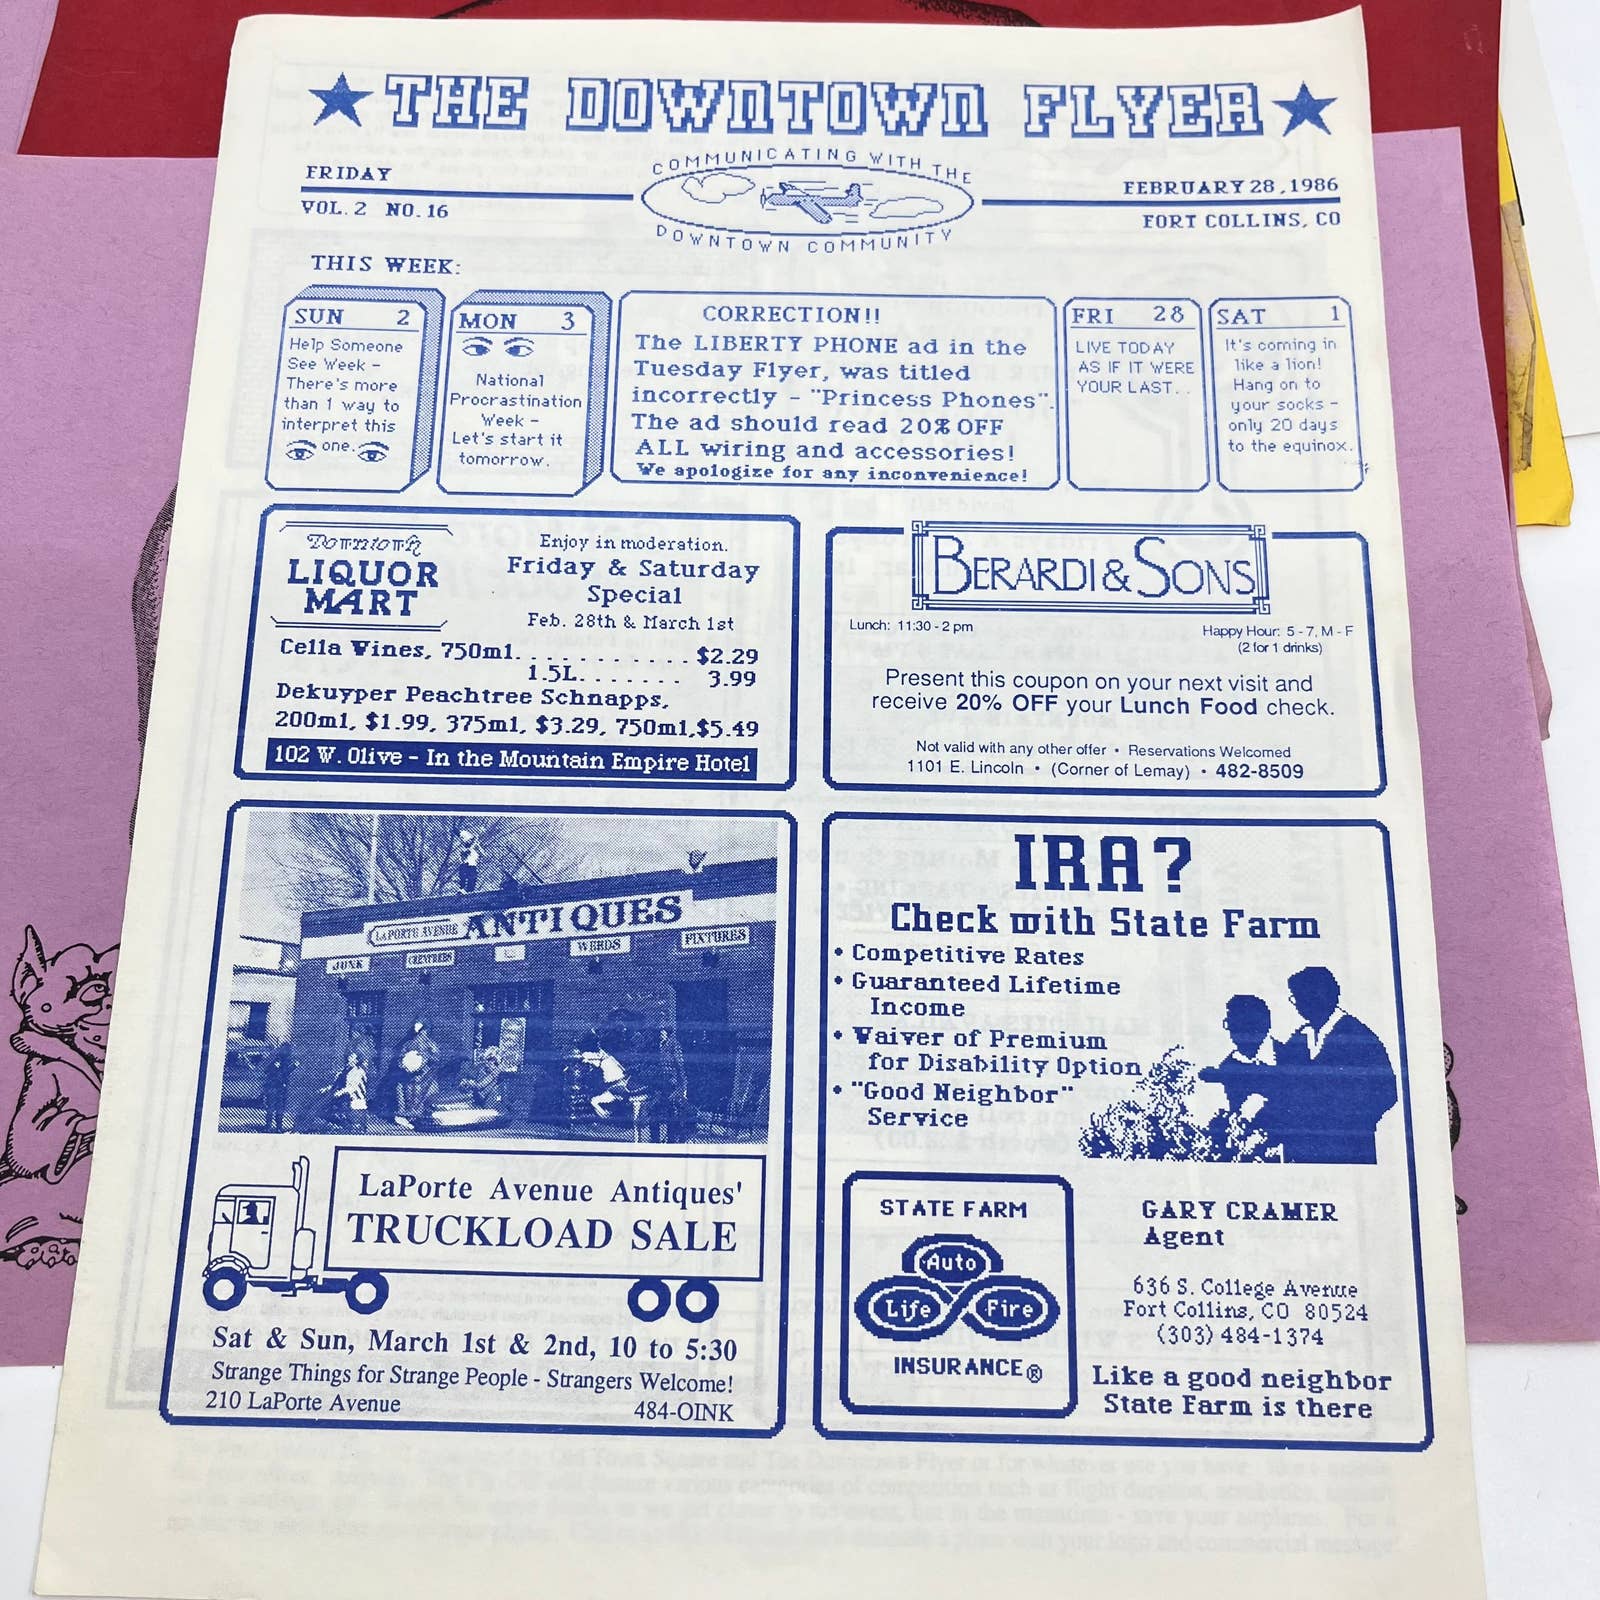 THE DOWNTOWN FLYER
COMMUNICATING WITH THE
DOWNTOWN COMMUNITY
FRIDAY
VOL. 2 NO. 16
FEBRUARY 28, 1986
FORT COLLINS, CO
THIS WEEK:
SUN 2
Help Someone
See Week -
There's more
than 1 way to
interpret this
one.
MON 3
National
Procrastination
Week -
Let's start it
tomorrow.
CORRECTION!!
The LIBERTY PHONE ad in the
Tuesday Flyer, was titled
incorrectly - "Princess Phones".
The ad should read 20% OFF
ALL wiring and accessories!
We apologize for any inconvenience!
FRI 28
LIVE TODAY
AS IF IT WERE
YOUR LAST. .
SAT 1
It's coming in
like a lion!
Hang on to
your socks -
only 20 days
to the equinox.
Downtown
LIQUOR
MART
Enjoy in moderation.
Friday & Saturday
Special
Feb. 28th & March 1st
Cella Wines, 750ml. . . . . . . . . . . . $2.29
1.5L. . . . . . . 3.99
Dekuyper Peachtree Schnapps,
200ml, $1.99, 375ml, $3.29, 750ml,$5.49
102 W. Olive - In the Mountain Empire Hotel
BERARDI & SONS
Lunch: 11:30 - 2 pm
Happy Hour: 5 - 7, M - F
(2 for 1 drinks)
Present this coupon on your next visit and
receive 20% OFF your Lunch Food check.
Not valid with any other offer • Reservations Welcomed
1101 E. Lincoln • (Corner of Lemay) • 482-8509
LAPORTE AVENUE ANTIQUES
JUNK
WERDS
FIXTURES
LaPorte Avenue Antiques'
TRUCKLOAD SALE
Sat & Sun, March 1st & 2nd, 10 to 5:30
Strange Things for Strange People - Strangers Welcome!
210 LaPorte Avenue
484-OINK
IRA?
Check with State Farm
• Competitive Rates
• Guaranteed Lifetime
Income
• Waiver of Premium
for Disability Option
• "Good Neighbor"
Service
STATE FARM
Auto
Life
Fire
INSURANCE®
GARY CRAMER
Agent
636 S. College Avenue
Fort Collins, CO 80524
(303) 484-1374
Like a good neighbor
State Farm is there